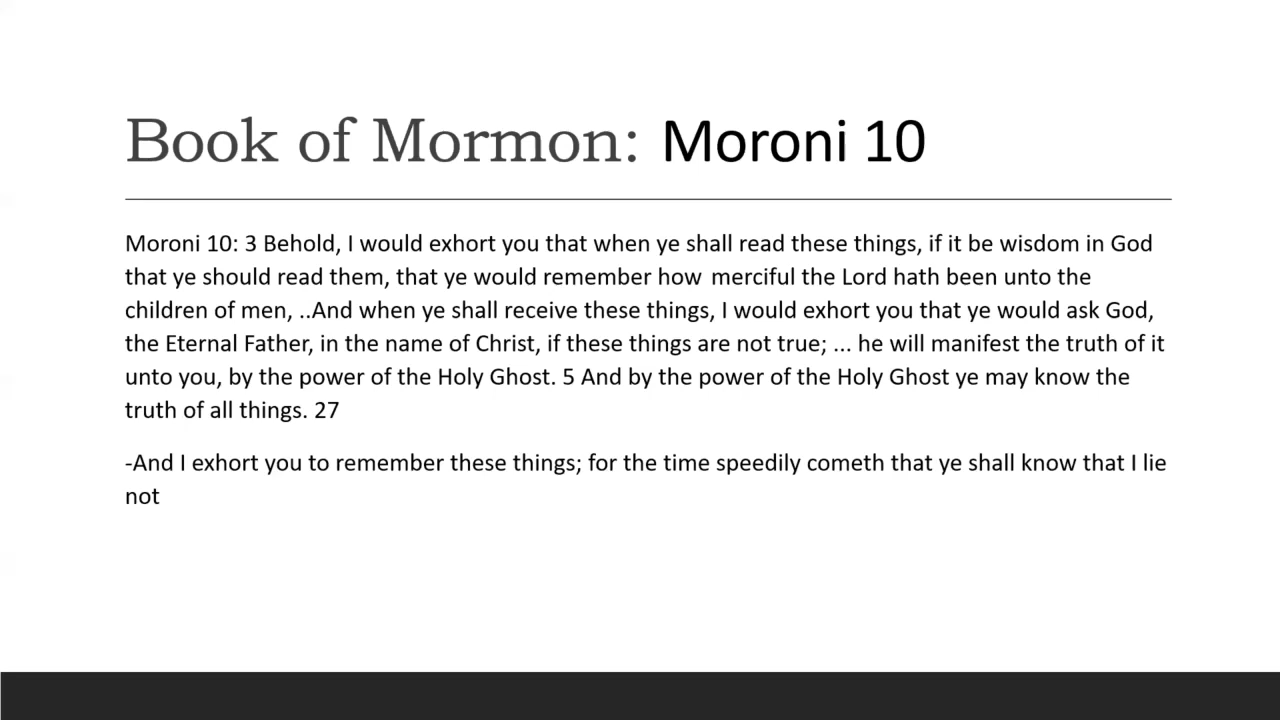 Book of Mormon: Moroni 10
Moroni 10: 3 Behold, I would exhort you that when ye shall read these things, if it be wisdom in God
that ye should read them, that ye would remember how merciful the Lord hath been unto the
children of men, ..And when ye shall receive these things, I would exhort you that ye would ask God,
the Eternal Father, in the name of Christ, if these things are not true; ... he will manifest the truth of it
unto you, by the power of the Holy Ghost. 5 And by the power of the Holy Ghost ye may know the
truth of all things. 27
-And I exhort you to remember these things; for the time speedily cometh that ye shall know that I lie
not